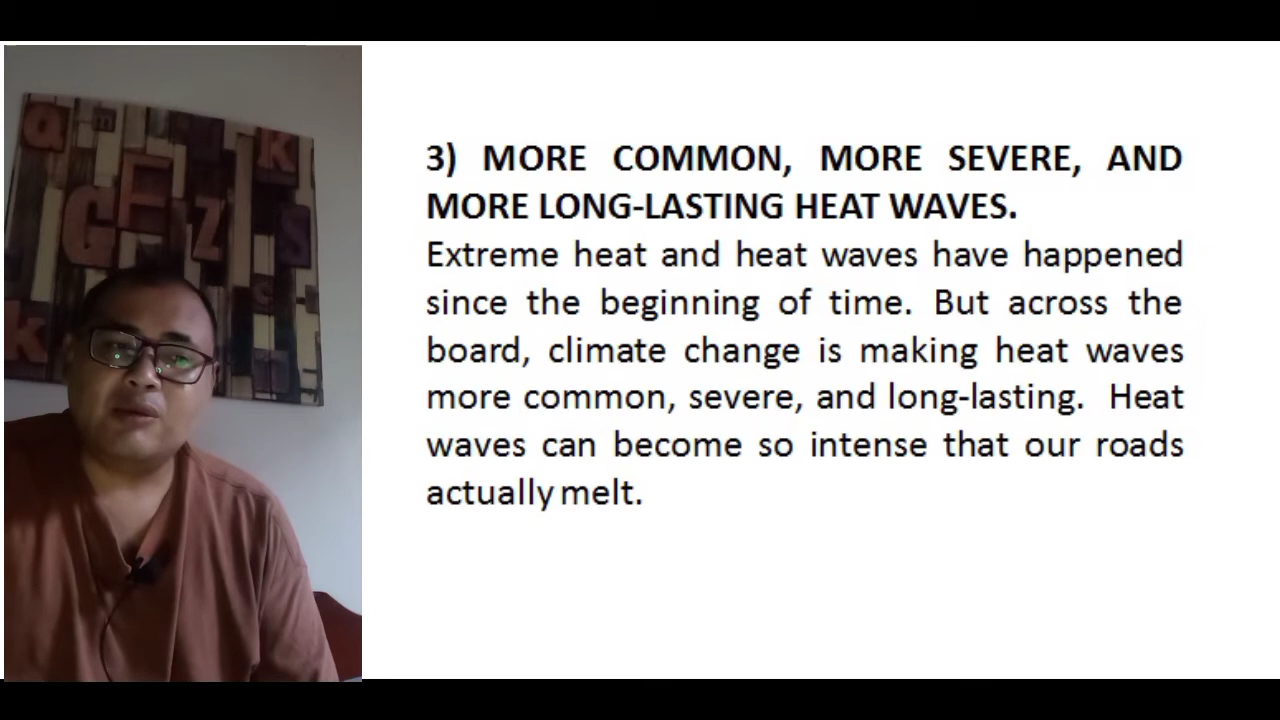 a m k
F
G z s
e
k
3) MORE COMMON, MORE SEVERE, AND
MORE LONG-LASTING HEAT WAVES.
Extreme heat and heat waves have happened
since the beginning of time. But across the
board, climate change is making heat waves
more common, severe, and long-lasting. Heat
waves can become so intense that our roads
actually melt.